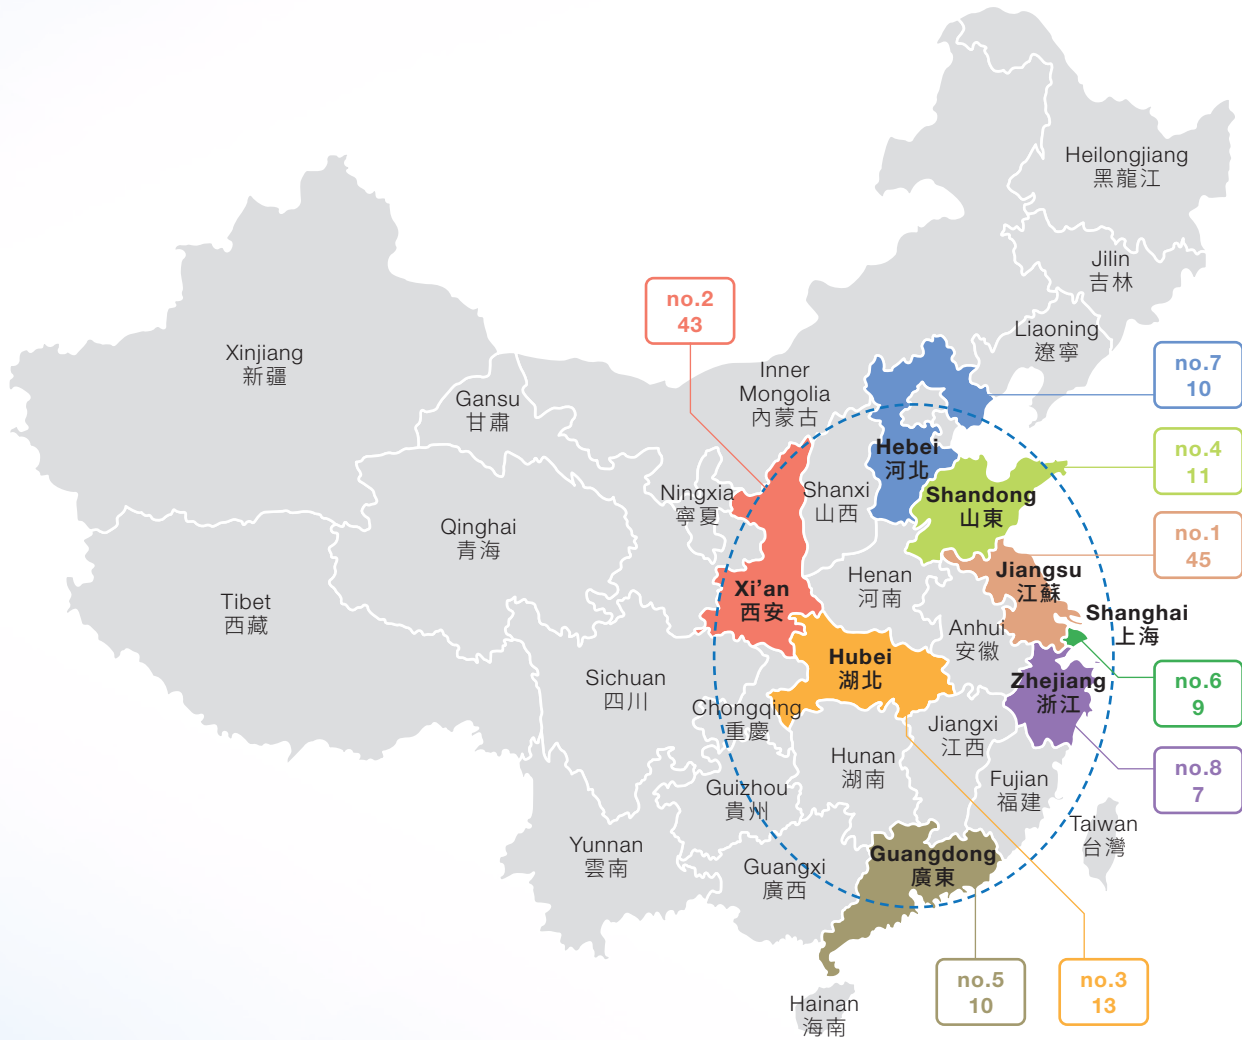 Heilongjiang
黑龍江
Jilin
吉林
no.2
43
Liaoning
遼寧
Xinjiang
新疆
Inner
Mongolia
內蒙古
no.7
10
Gansu
甘肅
Hebei
河北
no.4
11
Ningxia
寧夏
Shanxi
山西
Shandong
山東
Qinghai
青海
no.1
45
Henan
河南
Jiangsu
江蘇
Xi’an
西安
Tibet
西藏
Shanghai
上海
Anhui
安徽
Hubei
湖北
Sichuan
四川
Zhejiang
浙江
no.6
9
Chongqing
重慶
Jiangxi
江西
Hunan
湖南
no.8
7
Guizhou
貴州
Fujian
福建
Taiwan
台灣
Yunnan
雲南
Guangxi
廣西
Guangdong
廣東
no.5
10
no.3
13
Hainan
海南